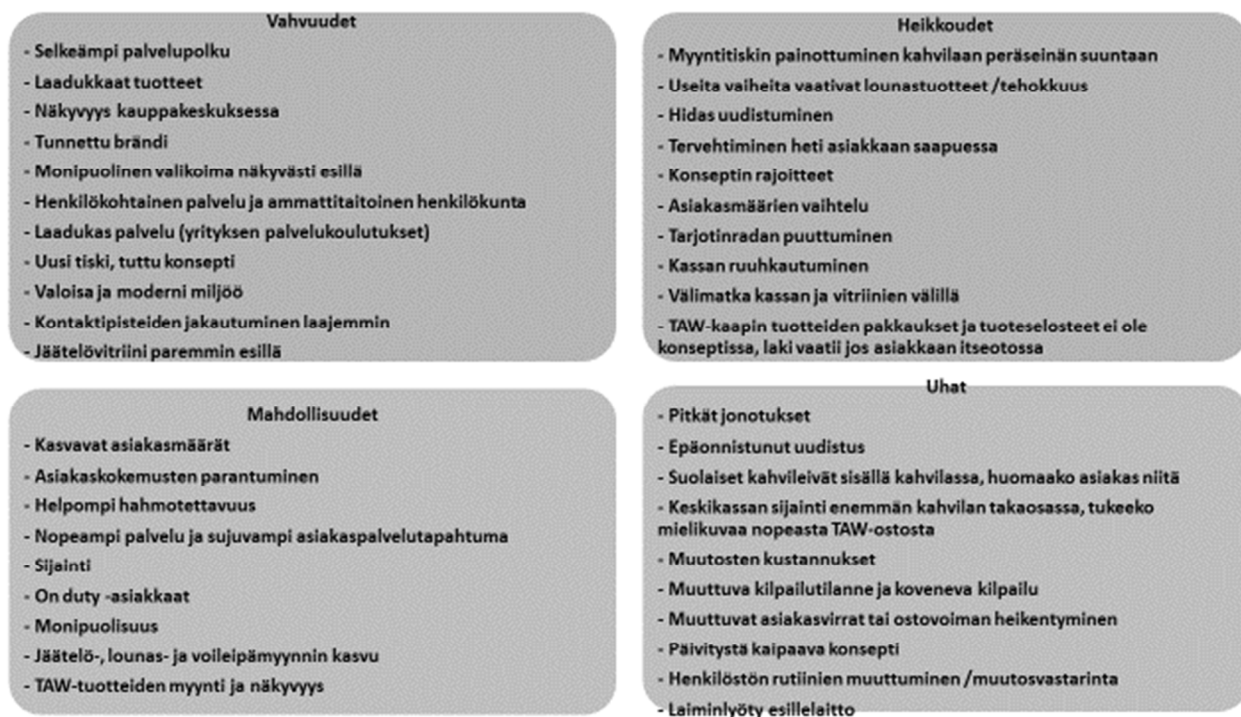 Vahvuudet
- Selkeämpi palvelupolku
- Laadukkaat tuotteet
- Näkyvyys kauppakeskuksessa
- Tunnettu brändi
- Monipuolinen valikoima näkyvästi esillä
- Henkilökohtainen palvelu ja ammattitaitoinen henkilökunta
- Laadukas palvelu (yrityksen palvelukoulutukset)
- Uusi tiski, tuttu konsepti
- Valoisa ja moderni miljöö
- Kontaktipisteiden jakautuminen laajemmin
- Jäätelövitriini paremmin esillä
Heikkoudet
- Myyntitiskin painottuminen kahvilaan peräseinän suuntaan
- Useita vaiheita vaativat lounastuotteet /tehokkuus
- Hidas uudistuminen
- Tervehtiminen heti asiakkaan saapuessa
- Konseptin rajoitteet
- Asiakasmäärien vaihtelu
- Tarjotinradan puuttuminen
- Kassan ruuhkautuminen
- Välimatka kassan ja vitriinien välillä
- TAW-kaapin tuotteiden pakkaukset ja tuoteselosteet ei ole
konseptissa, laki vaatii jos asiakkaan itseotossa
Mahdollisuudet
- Kasvavat asiakasmäärät
- Asiakaskokemusten parantuminen
- Helpompi hahmotettavuus
- Nopeampi palvelu ja sujuvampi asiakaspalvelutapahtuma
- Sijainti
- On duty -asiakkaat
- Monipuolisuus
- Jäätelö-, lounas- ja voileipämyynnin kasvu
- TAW-tuotteiden myynti ja näkyvyys
Uhat
- Pitkät jonotukset
- Epäonnistunut uudistus
- Suolaiset kahvileivät sisällä kahvilassa, huomaako asiakas niitä
- Keskikassan sijainti enemmän kahvilan takaosassa, tukeeko
mielikuvaa nopeasta TAW-ostosta
- Muutosten kustannukset
- Muuttuva kilpailutilanne ja koveneva kilpailu
- Muuttuvat asiakasvirrat tai ostovoiman heikentyminen
- Päivitystä kaipaava konsepti
- Henkilöstön rutiinien muuttuminen /muutosvastarinta
- Laiminlyöty esillelaitto